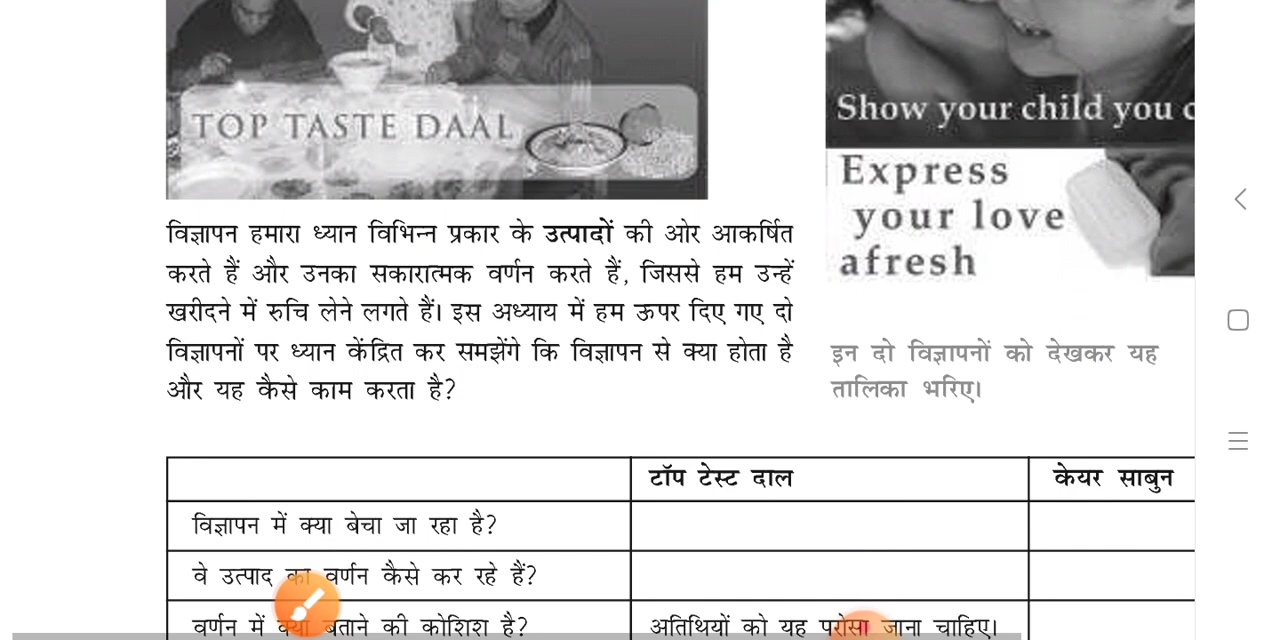 TOP TASTE DAAL
Show your child you c
Express
your love
afresh
विज्ञापन हमारा ध्यान विभिन्न प्रकार के उत्पादों की ओर आकर्षित
करते हैं और उनका सकारात्मक वर्णन करते हैं, जिससे हम उन्हें
खरीदने में रुचि लेने लगते हैं। इस अध्याय में हम ऊपर दिए गए दो
विज्ञापनों पर ध्यान केंद्रित कर समझेंगे कि विज्ञापन से क्या होता है
और यह कैसे काम करता है?
इन दो विज्ञापनों को देखकर यह
तालिका भरिए।
टॉप टेस्ट दाल केयर साबुन
विज्ञापन में क्या बेचा जा रहा है?
वे उत्पाद का वर्णन कैसे कर रहे हैं?
वर्णन में क्या बताने की कोशिश है? अतिथियों को यह परोसा जाना चाहिए।